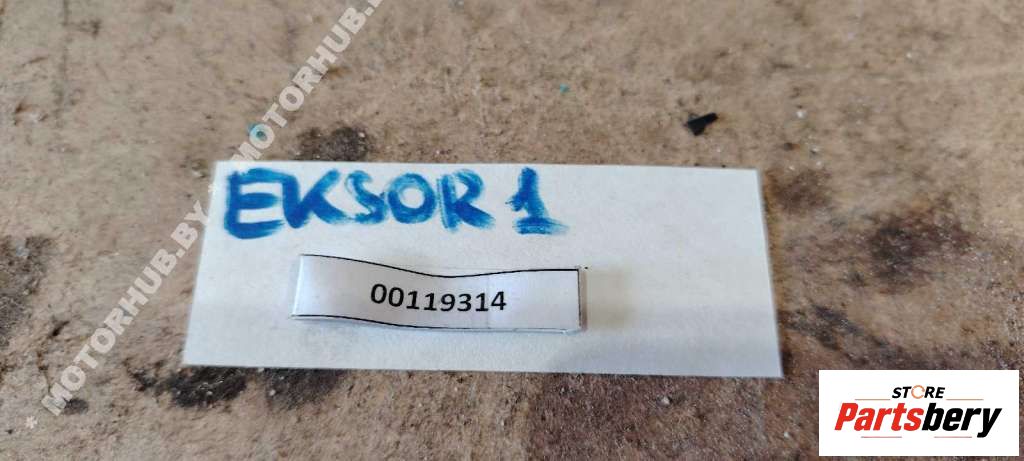 * MOTORHUB.BY * MOTORHUB.BY
EKSOR 1
00119314
STORE
Partsbery